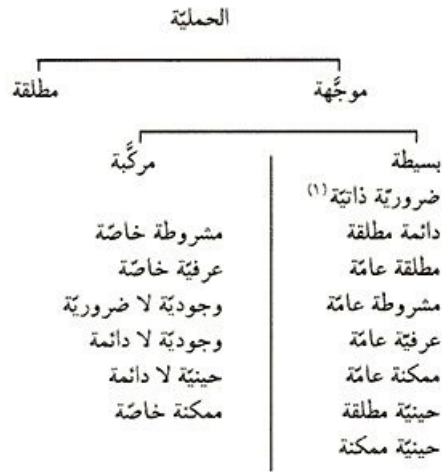 الحمليّة
موجَّهة مطلقة
بسيطة مركَّبة
ضروريّة ذاتيّة (١)
دائمة مطلقة مشروطة خاصّة
مطلقة عامّة عرفيّة خاصّة
مشروطة عامّة وجوديّة لا ضروريّة
عرفيّة عامّة وجوديّة لا دائمة
ممكنة عامّة حينيّة لا دائمة
حينيّة مطلقة ممكنة خاصّة
حينيّة ممكنة